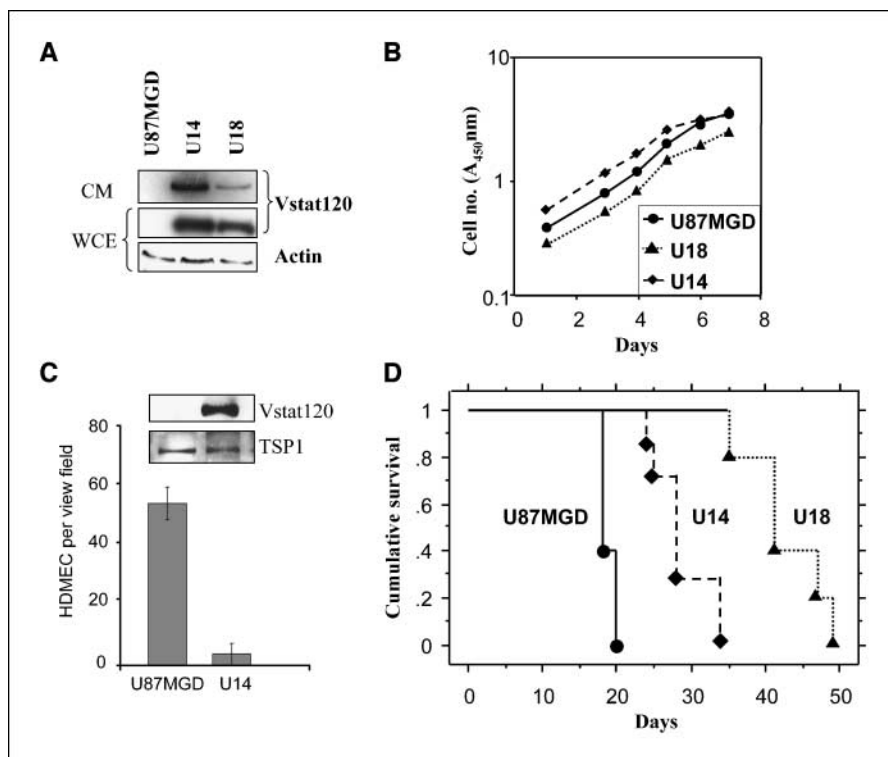 A
U87MGD
U14
U18
CM
WCE
Vstat120
Actin
B
Cell no. (A450nm)
10
1
0.1
0 2 4 6 8
Days
U87MGD
U18
U14
C
Vstat120
TSP1
HDMEC per view field
80
60
40
20
0
U87MGD U14
D
Cumulative survival
1
.8
.6
.4
.2
0
U87MGD U14 U18
0 10 20 30 40 50
Days